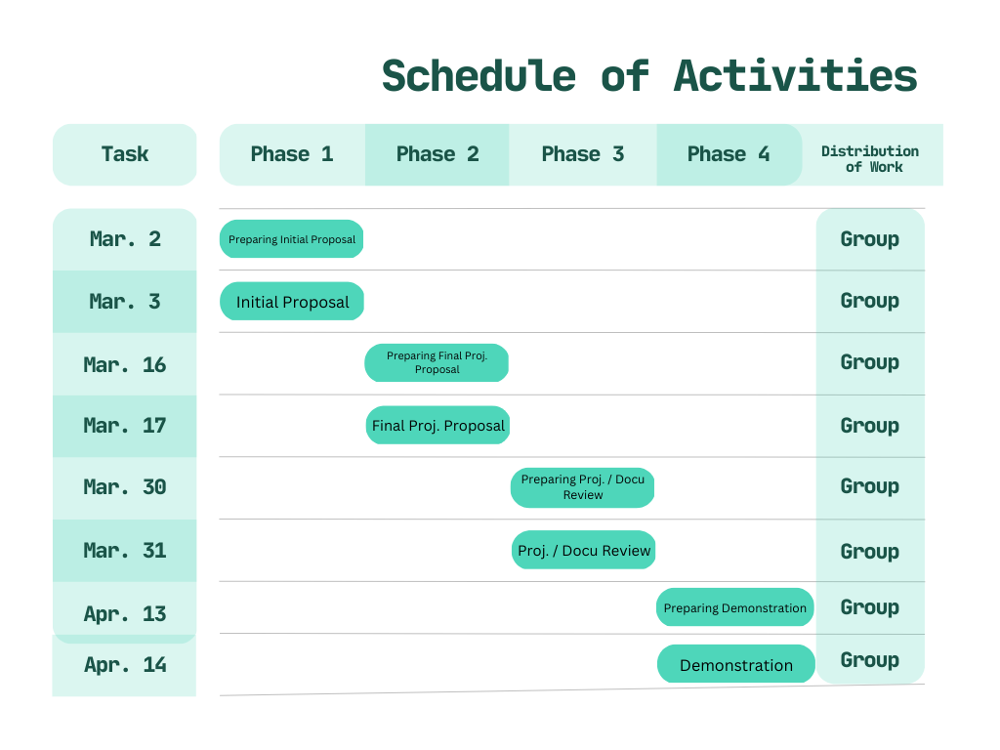 Schedule of Activities
Task
Phase 1
Phase 2
Phase 3
Phase 4
Distribution
of Work
Mar. 2
Preparing Initial Proposal
Group
Mar. 3
Initial Proposal
Group
Mar. 16
Preparing Final Proj.
Proposal
Group
Mar. 17
Final Proj. Proposal
Group
Mar. 30
Preparing Proj. / Docu
Review
Group
Mar. 31
Proj. / Docu Review
Group
Apr. 13
Preparing Demonstration
Group
Apr. 14
Demonstration
Group